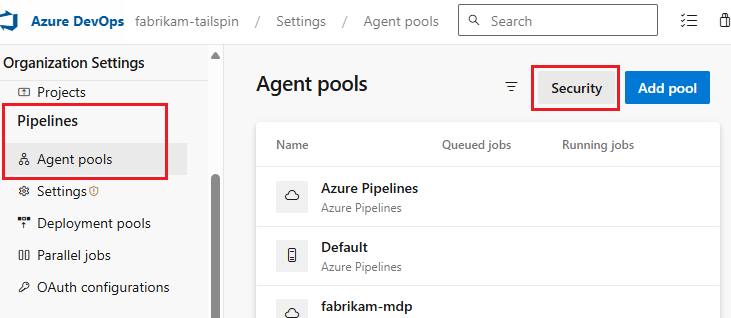 Azure DevOps fabrikam-tailspin / Settings / Agent pools / Search
Organization Settings
Projects
Pipelines
Agent pools
Settings
Deployment pools
Parallel jobs
OAuth configurations
Agent pools Security Add pool
Name Queued jobs Running jobs
Azure Pipelines
Azure Pipelines
Default
Azure Pipelines
fabrikam-mdp